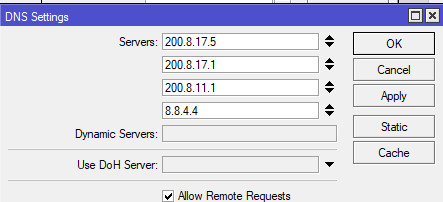 DNS Settings
Servers: 200.8.17.5
OK
200.8.17.1
Cancel
200.8.11.1
Apply
8.8.4.4
Dynamic Servers:
Static
Use DoH Server:
Cache
Allow Remote Requests